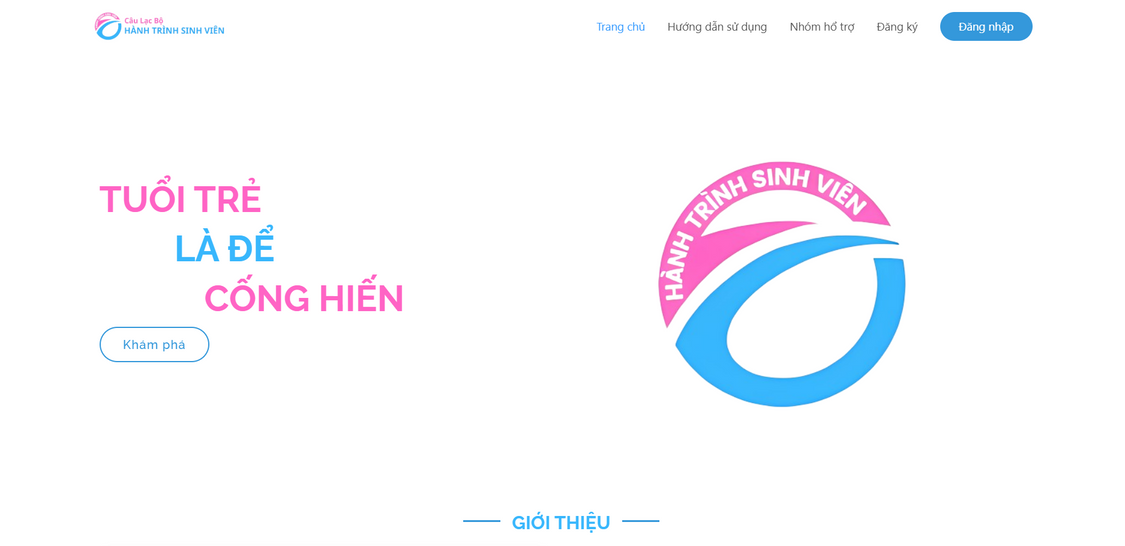 Câu Lạc Bộ
HÀNH TRÌNH SINH VIÊN
Trang chủ
Hướng dẫn sử dụng
Nhóm hổ trợ
Đăng ký
Đăng nhập
TUỔI TRẺ
LÀ ĐỂ
CỐNG HIẾN
Khám phá
HÀNH TRÌNH SINH VIÊN
GIỚI THIỆU